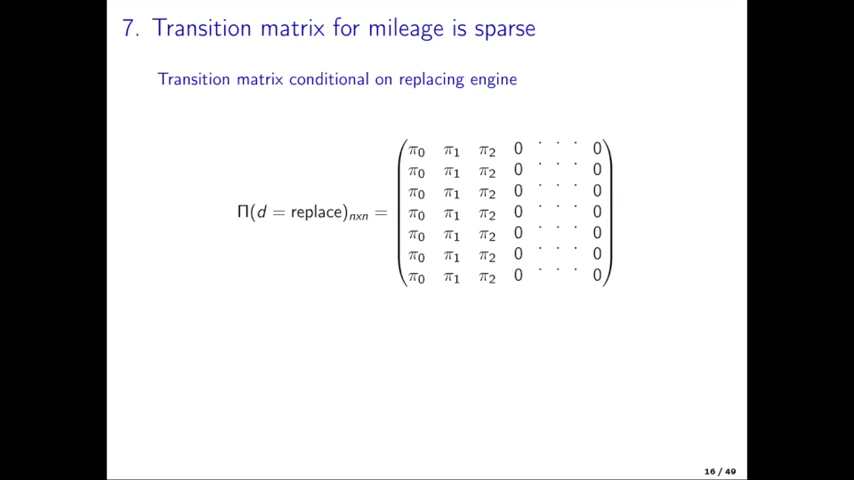 7. Transition matrix for mileage is sparse
Transition matrix conditional on replacing engine
Π(d = replace)nxn =
π0 π1 π2 0 · · · 0
π0 π1 π2 0 · · · 0
π0 π1 π2 0 · · · 0
π0 π1 π2 0 · · · 0
π0 π1 π2 0 · · · 0
π0 π1 π2 0 · · · 0
π0 π1 π2 0 · · · 0
16 / 49